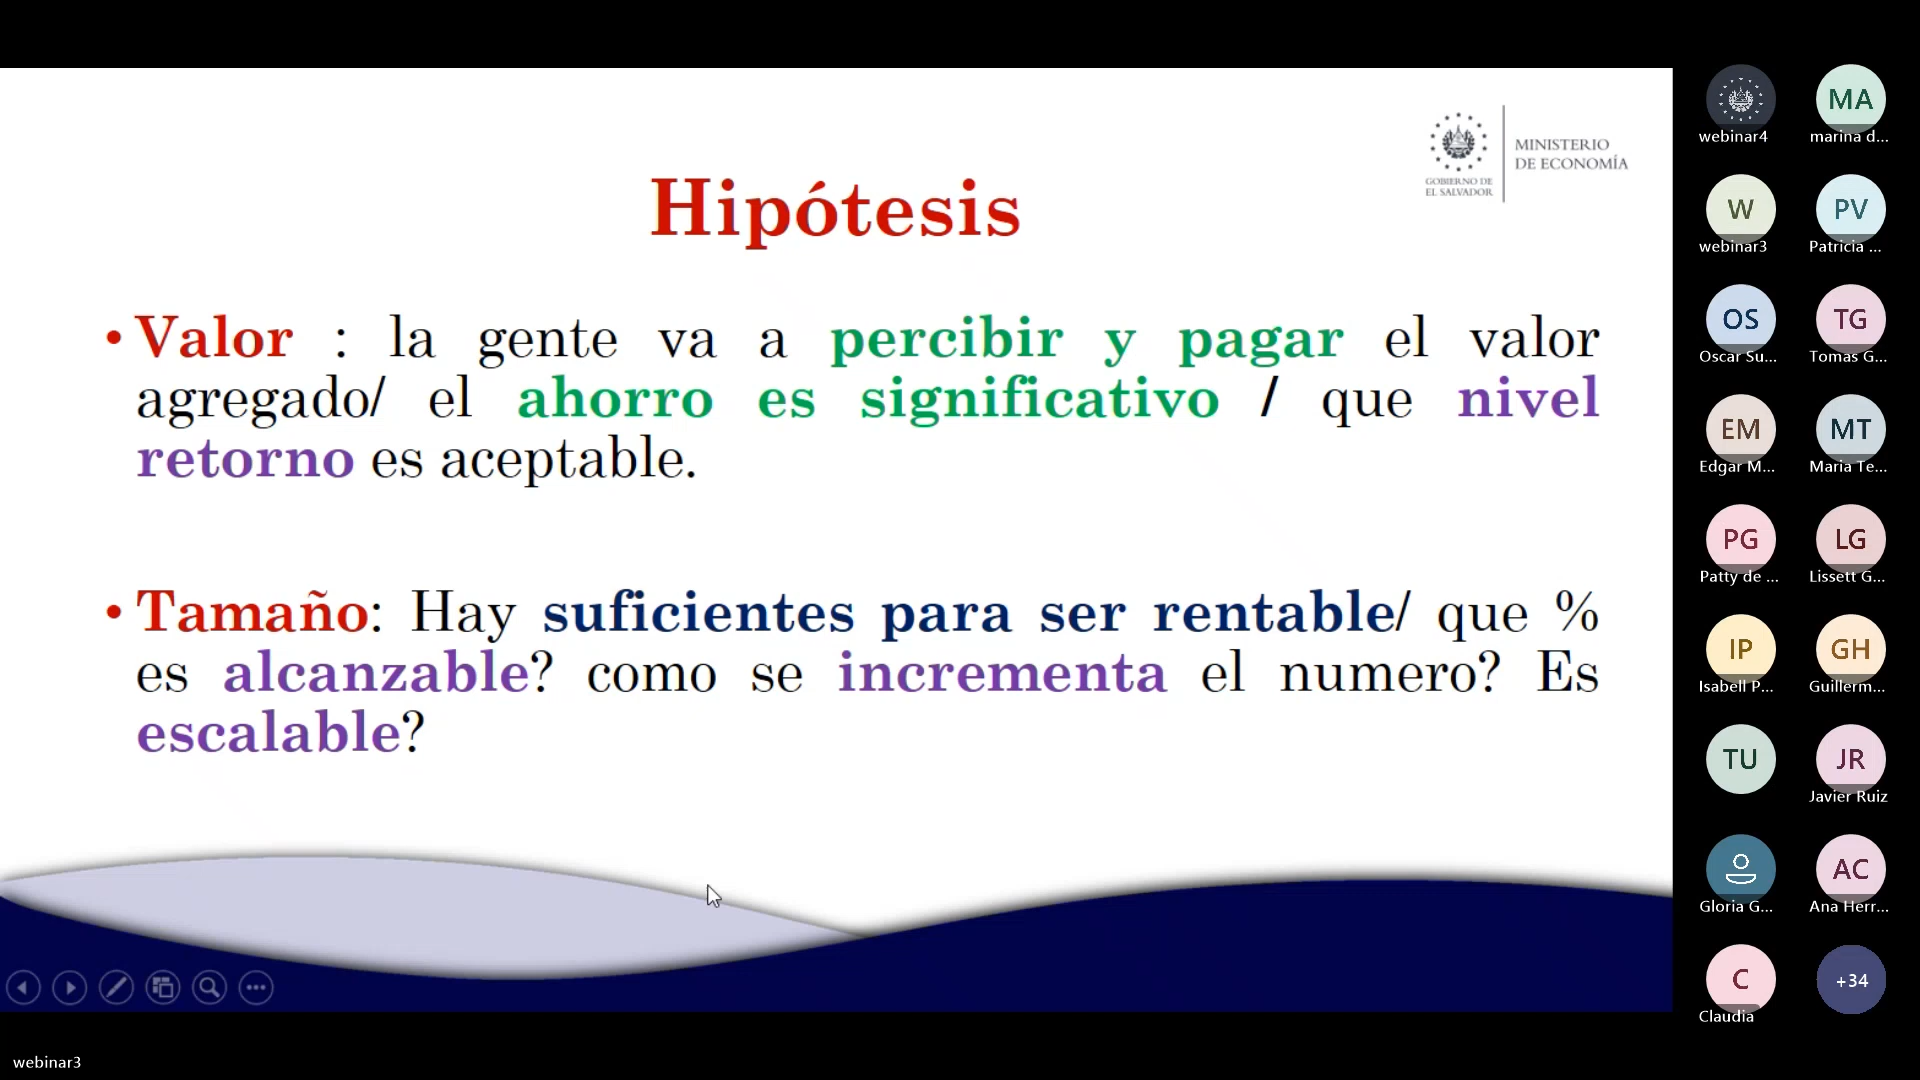 MINISTERIO
DE ECONOMÍA
GOBIERNO DE
EL SALVADOR
Hipótesis
• Valor : la gente va a percibir y pagar el valor
agregado/ el ahorro es significativo / que nivel
retorno es aceptable.
• Tamaño: Hay suficientes para ser rentable/ que %
es alcanzable? como se incrementa el numero? Es
escalable?
webinar4
MA
marina d...
W
webinar3
PV
Patricia ...
OS
Oscar Su...
TG
Tomas G...
EM
Edgar M...
MT
Maria Te...
PG
Patty de ...
LG
Lissett G...
IP
Isabell P...
GH
Guillerm...
TU
JR
Javier Ruiz
Gloria G...
AC
Ana Herr...
C
Claudia
+34
webinar3